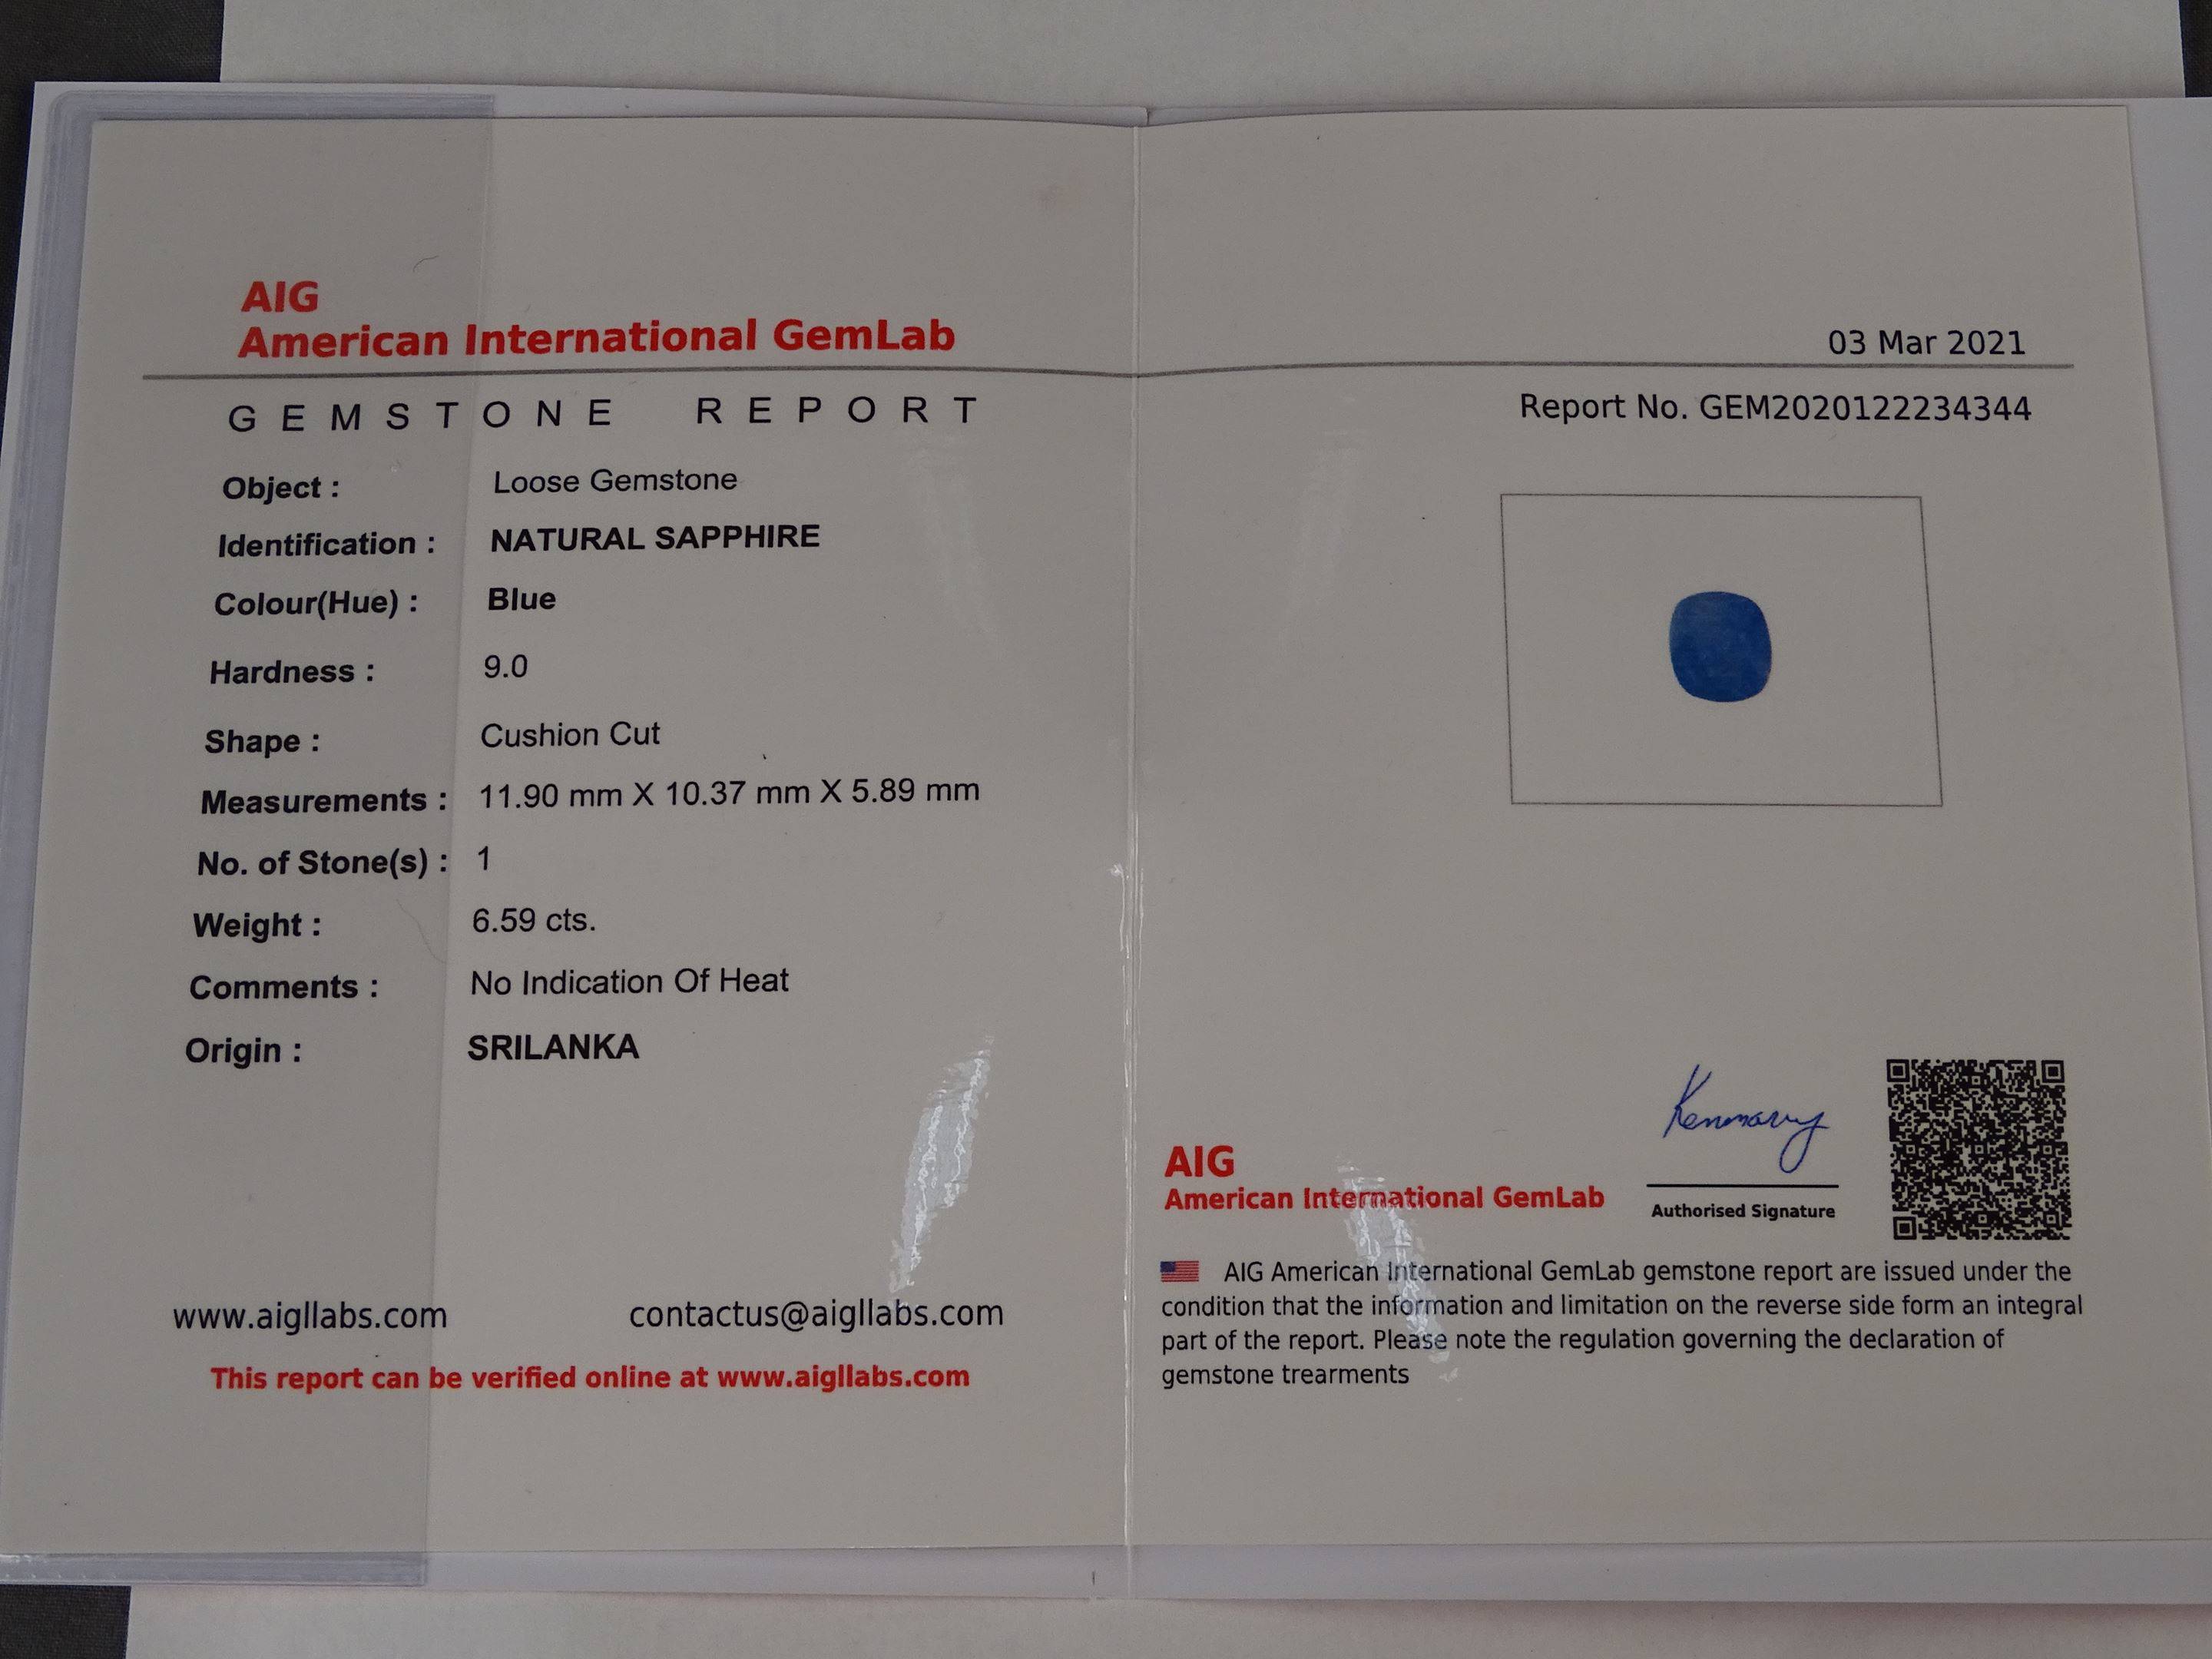 AIG
American International GemLab
GEMSTONE REPORT
Object : Loose Gemstone
Identification : NATURAL SAPPHIRE
Colour(Hue) : Blue
Hardness : 9.0
Shape : Cushion Cut
Measurements : 11.90 mm X 10.37 mm X 5.89 mm
No. of Stone(s) : 1
Weight : 6.59 cts.
Comments : No Indication Of Heat
Origin : SRILANKA
www.aigllabs.com contactus@aigllabs.com
This report can be verified online at www.aigllabs.com
03 Mar 2021
Report No. GEM2020122234344
AIG
American International GemLab
Authorised Signature
AIG American International GemLab gemstone report are issued under the
condition that the information and limitation on the reverse side form an integral
part of the report. Please note the regulation governing the declaration of
gemstone trearments